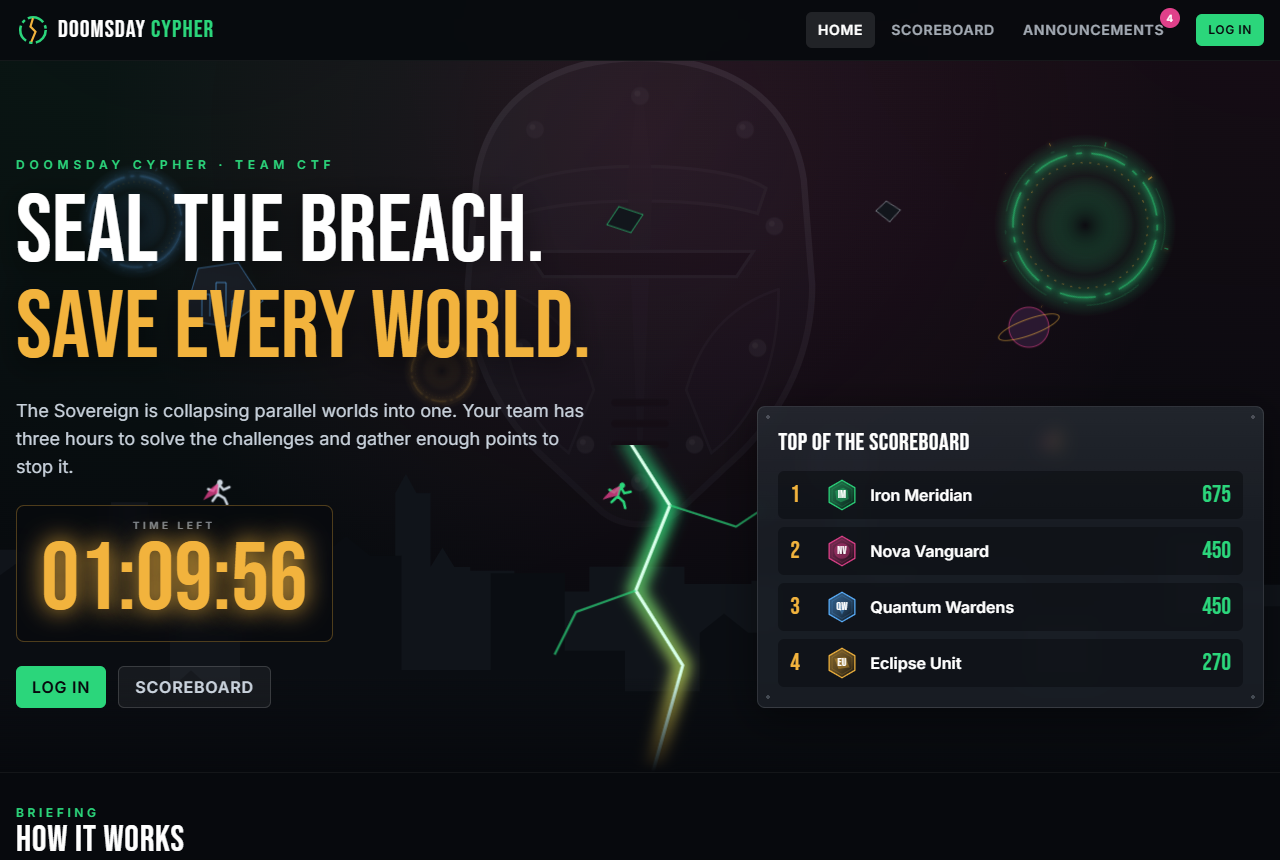 DOOMSDAY CYPHER
HOME
SCOREBOARD
ANNOUNCEMENTS
4
LOG IN
DOOMSDAY CYPHER · TEAM CTF
SEAL THE BREACH.
SAVE EVERY WORLD.
The Sovereign is collapsing parallel worlds into one. Your team has
three hours to solve the challenges and gather enough points to
stop it.
TIME LEFT
01:09:56
LOG IN
SCOREBOARD
TOP OF THE SCOREBOARD
1 IM Iron Meridian 675
2 NV Nova Vanguard 450
3 QW Quantum Wardens 450
4 EU Eclipse Unit 270
BRIEFING
HOW IT WORKS